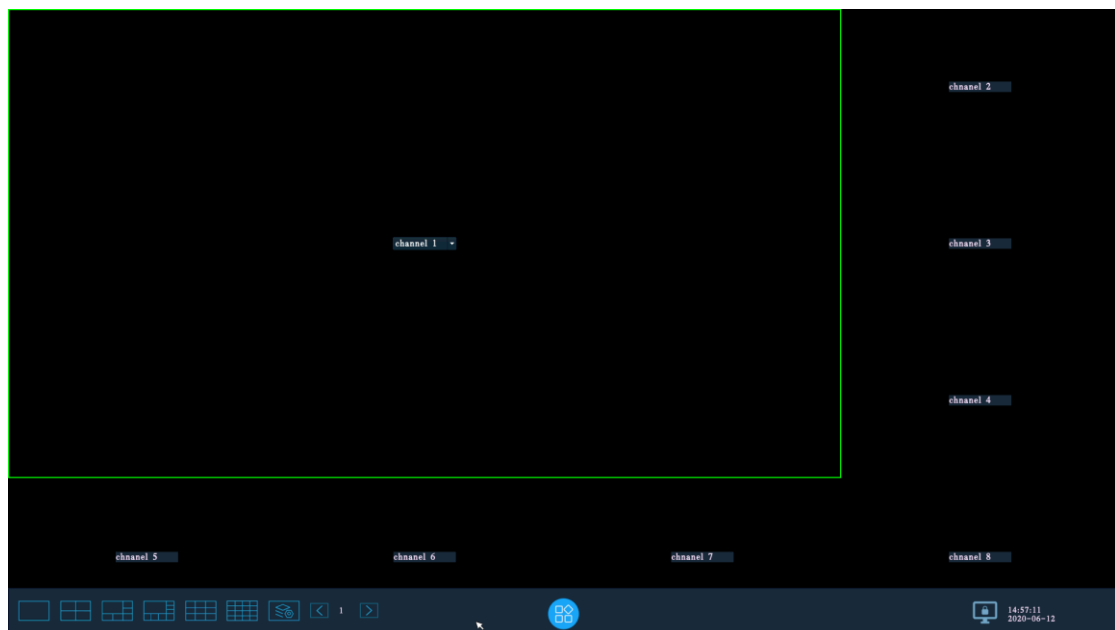 chnanel 2
channel 1
chnanel 3
chnanel 4
chnanel 5
chnanel 6
chnanel 7
chnanel 8
1
14:57:11
2020-06-12